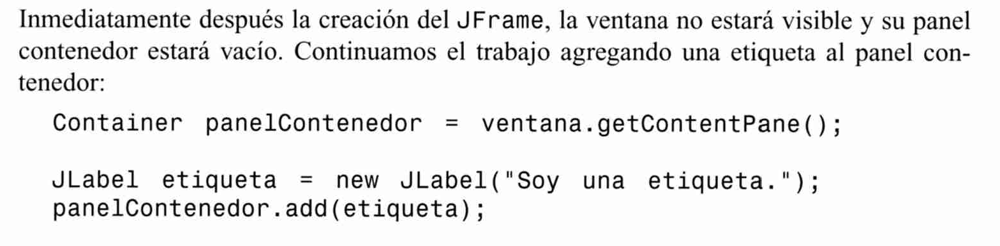 Inmediatamente después la creación del JFrame, la ventana no estará visible y su panel
contenedor estará vacío. Continuamos el trabajo agregando una etiqueta al panel con-
tenedor:
Container panelContenedor = ventana.getContentPane();
JLabel etiqueta = new JLabel("Soy una etiqueta.");
panelContenedor.add(etiqueta);